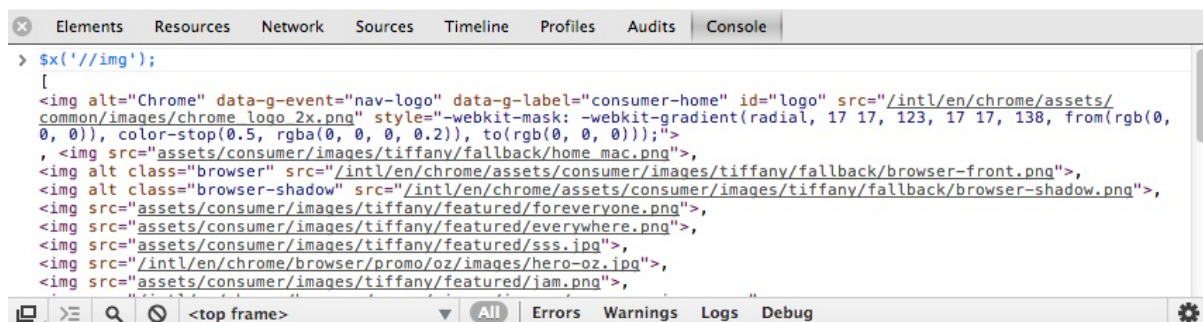 Elements Resources Network Sources Timeline Profiles Audits Console
> $x('//img');
[
<img alt="Chrome" data-g-event="nav-logo" data-g-label="consumer-home" id="logo" src="/intl/en/chrome/assets/
common/images/chrome_logo_2x.png" style="-webkit-mask: -webkit-gradient(radial, 17 17, 123, 17 17, 138, from(rgb(0,
0, 0)), color-stop(0.5, rgba(0, 0, 0, 0.2)), to(rgb(0, 0, 0)));">
, <img src="assets/consumer/images/tiffany/fallback/home_mac.png">,
<img alt class="browser" src="/intl/en/chrome/assets/consumer/images/tiffany/fallback/browser-front.png">,
<img alt class="browser-shadow" src="/intl/en/chrome/assets/consumer/images/tiffany/fallback/browser-shadow.png">,
<img src="assets/consumer/images/tiffany/featured/foreveryone.png">,
<img src="assets/consumer/images/tiffany/featured/everywhere.png">,
<img src="assets/consumer/images/tiffany/featured/sss.jpg">,
<img src="/intl/en/chrome/browser/promo/oz/images/hero-oz.jpg">,
<img src="assets/consumer/images/tiffany/featured/jam.png">,
<top frame> All Errors Warnings Logs Debug